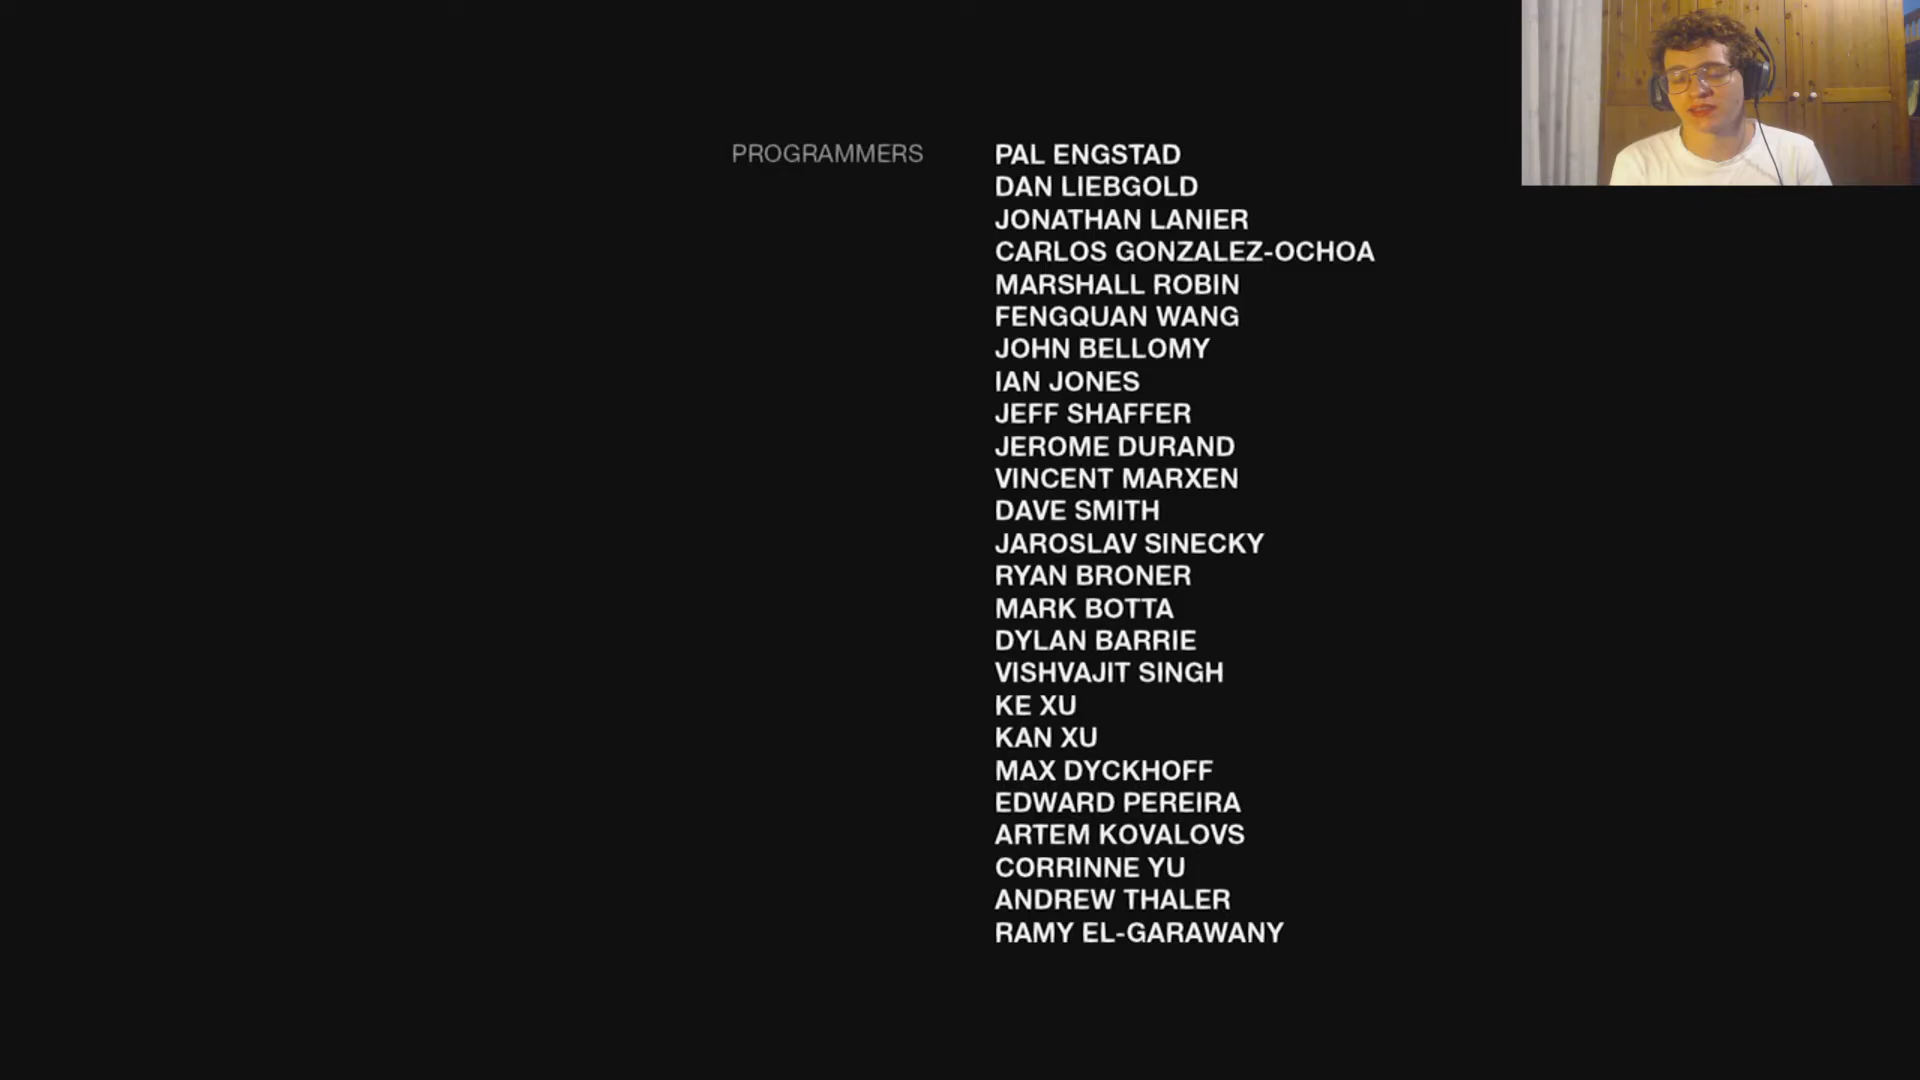 PROGRAMMERS
PAL ENGSTAD
DAN LIEBGOLD
JONATHAN LANIER
CARLOS GONZALEZ-OCHOA
MARSHALL ROBIN
FENGQUAN WANG
JOHN BELLOMY
IAN JONES
JEFF SHAFFER
JEROME DURAND
VINCENT MARXEN
DAVE SMITH
JAROSLAV SINECKY
RYAN BRONER
MARK BOTTA
DYLAN BARRIE
VISHVAJIT SINGH
KE XU
KAN XU
MAX DYCKHOFF
EDWARD PEREIRA
ARTEM KOVALOVS
CORRINNE YU
ANDREW THALER
RAMY EL-GARAWANY